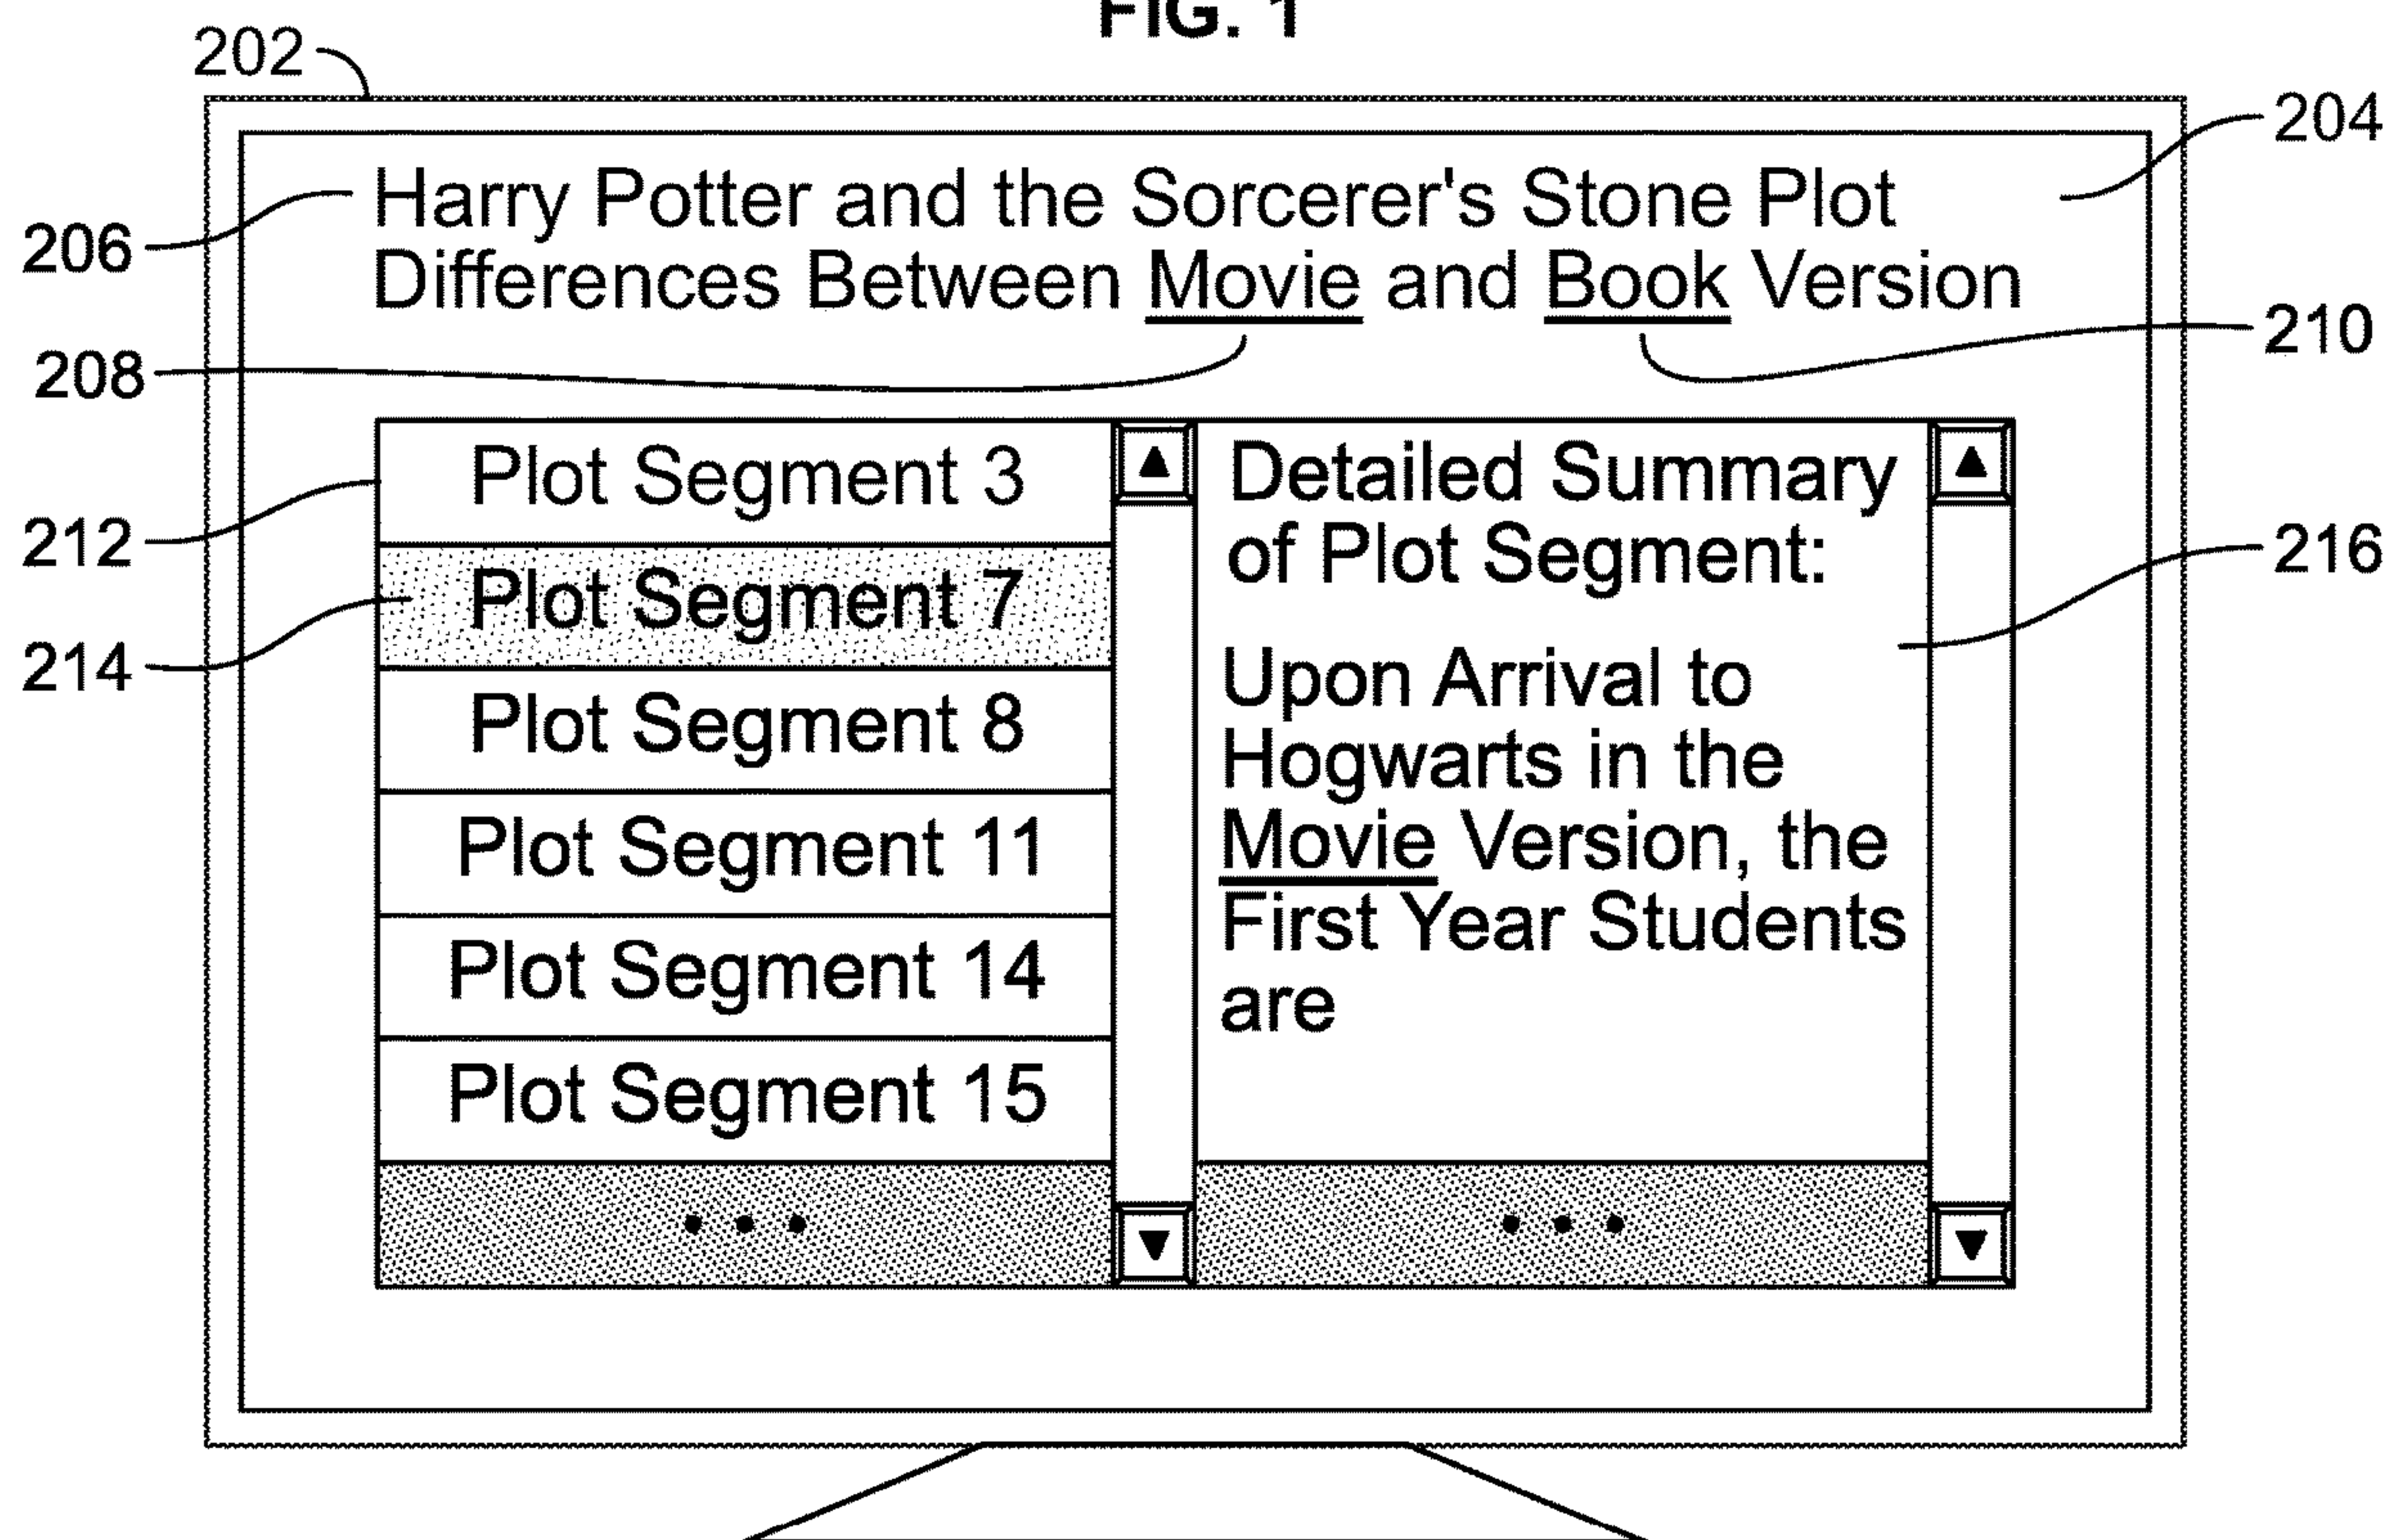 FIG. 1
202
204
206
Harry Potter and the Sorcerer's Stone Plot
Differences Between Movie and Book Version
208
210
212
Plot Segment 3
214
Plot Segment 7
Plot Segment 8
Plot Segment 11
Plot Segment 14
Plot Segment 15
• • •
Detailed Summary
of Plot Segment:
216
Upon Arrival to
Hogwarts in the
Movie Version, the
First Year Students
are
• • •